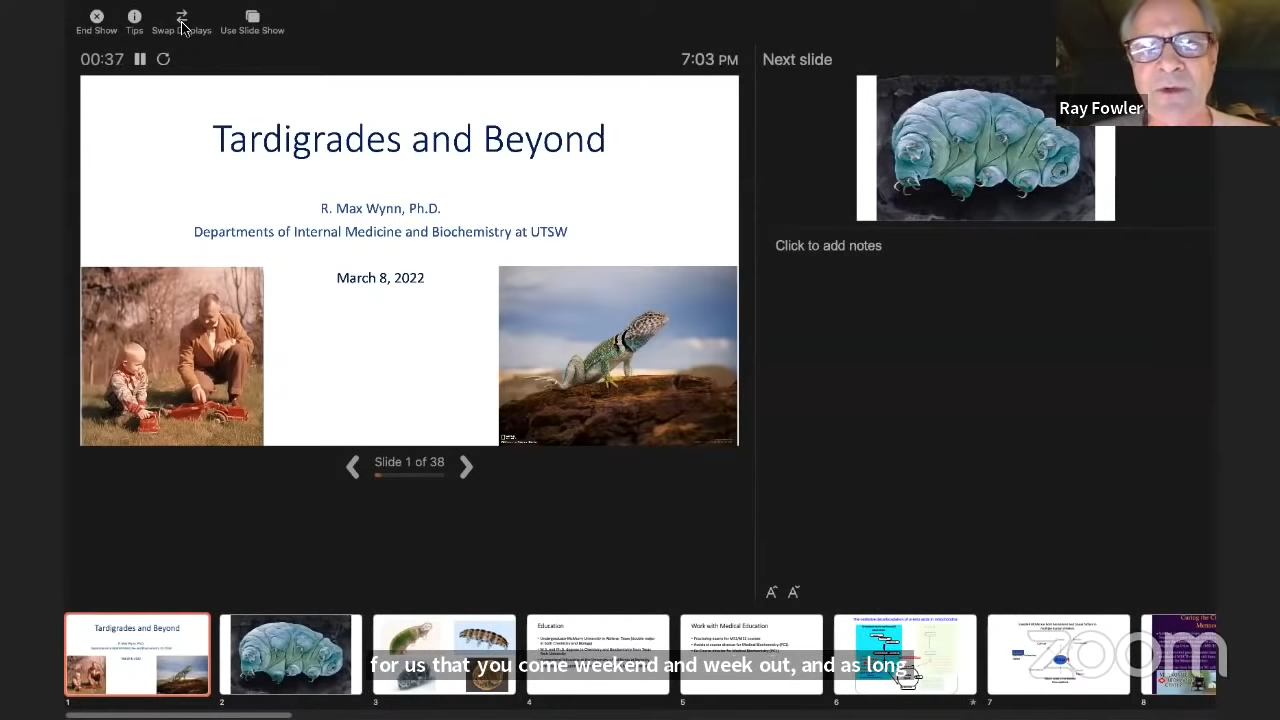 End Show Tips Swap Displays Use Slide Show
00:37 7:03 PM Next slide
Ray Fowler
Tardigrades and Beyond
R. Max Wynn, Ph.D.
Departments of Internal Medicine and Biochemistry at UTSW
March 8, 2022
Click to add notes
Slide 1 of 38
Tardigrades and Beyond
Education
Work with Medical Education
for us that you come weekend and week out, and as long
zoom
1 2 3 4 5 6 7 8